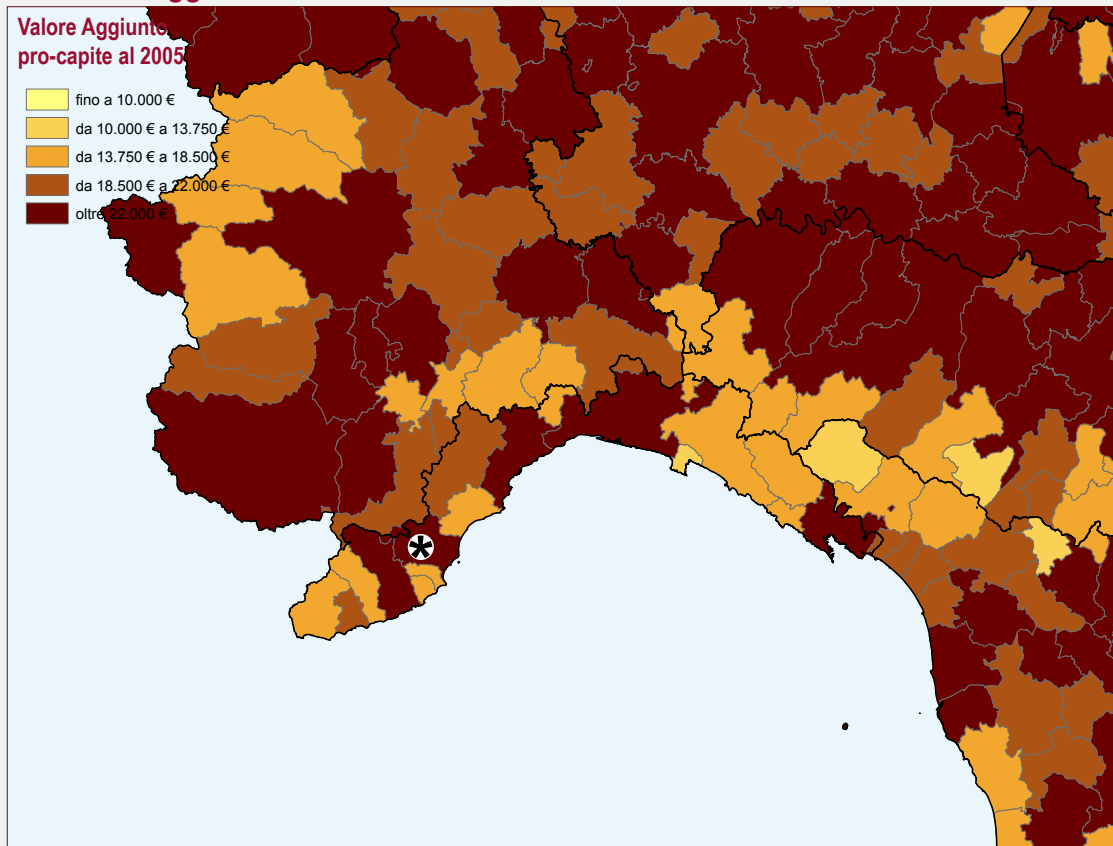 Valore Aggiunto
pro-capite al 2005
fino a 10.000 €
da 10.000 € a 13.750 €
da 13.750 € a 18.500 €
da 18.500 € a 22.000 €
oltre 22.000 €